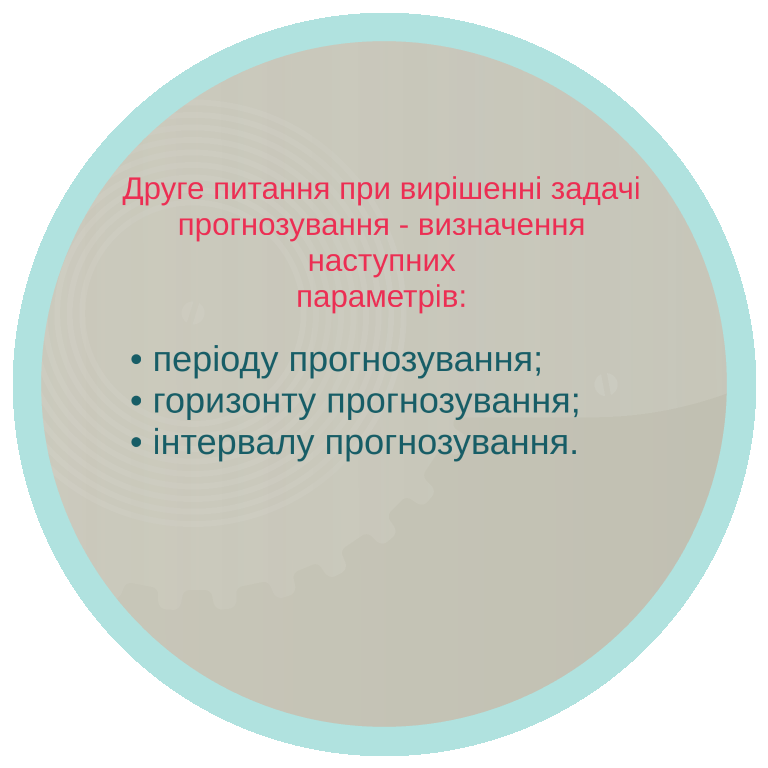 Друге питання при вирішенні задачі
прогнозування - визначення
наступних
параметрів:
• періоду прогнозування;
• горизонту прогнозування;
• інтервалу прогнозування.